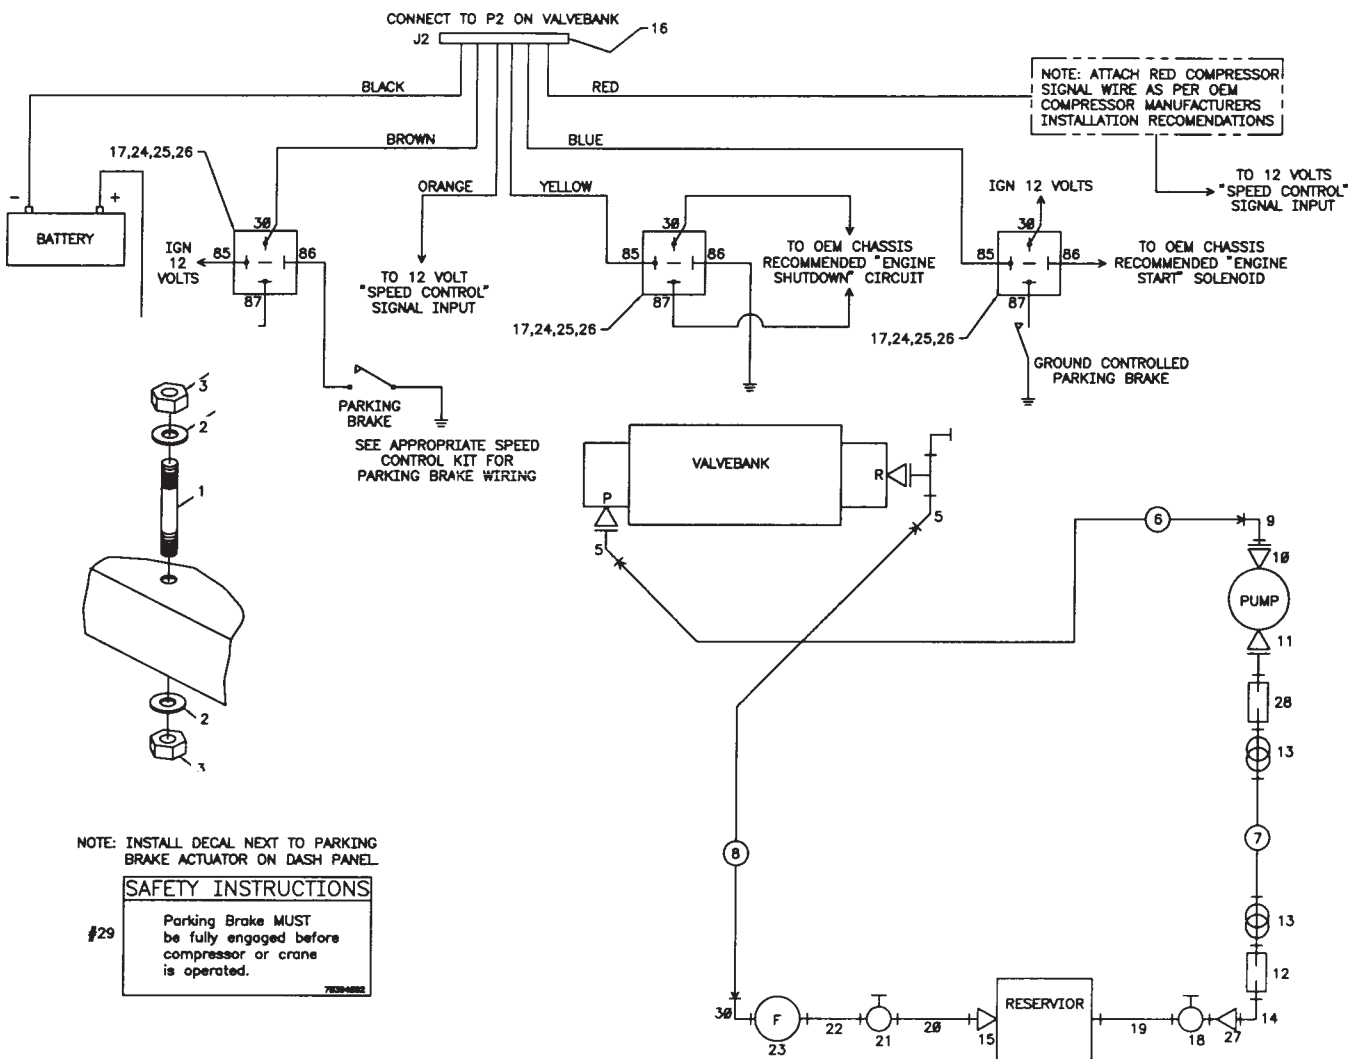 CONNECT TO P2 ON VALVEBANK
J2
16
BLACK
RED
NOTE: ATTACH RED COMPRESSOR
SIGNAL WIRE AS PER OEM
COMPRESSOR MANUFACTURERS
INSTALLATION RECOMENDATIONS
BROWN
BLUE
17,24,25,26
ORANGE
YELLOW
IGN 12 VOLTS
TO 12 VOLTS
"SPEED CONTROL"
SIGNAL INPUT
- +
BATTERY
IGN
12
VOLTS
30
85
86
87
TO 12 VOLT
"SPEED CONTROL"
SIGNAL INPUT
30
85
86
87
17,24,25,26
TO OEM CHASSIS
RECOMMENDED "ENGINE
SHUTDOWN" CIRCUIT
30
85
86
87
17,24,25,26
TO OEM CHASSIS
RECOMMENDED "ENGINE
START" SOLENOID
GROUND CONTROLLED
PARKING BRAKE
PARKING
BRAKE
SEE APPROPRIATE SPEED
CONTROL KIT FOR
PARKING BRAKE WIRING
3
2
1
2
3
VALVEBANK
P
R
5
5
6
9
10
PUMP
11
28
13
7
13
12
14
8
30
F
23
22
21
20
15
RESERVIOR
19
18
27
NOTE: INSTALL DECAL NEXT TO PARKING
BRAKE ACTUATOR ON DASH PANEL
#29
SAFETY INSTRUCTIONS
Parking Brake MUST
be fully engaged before
compressor or crane
is operated.